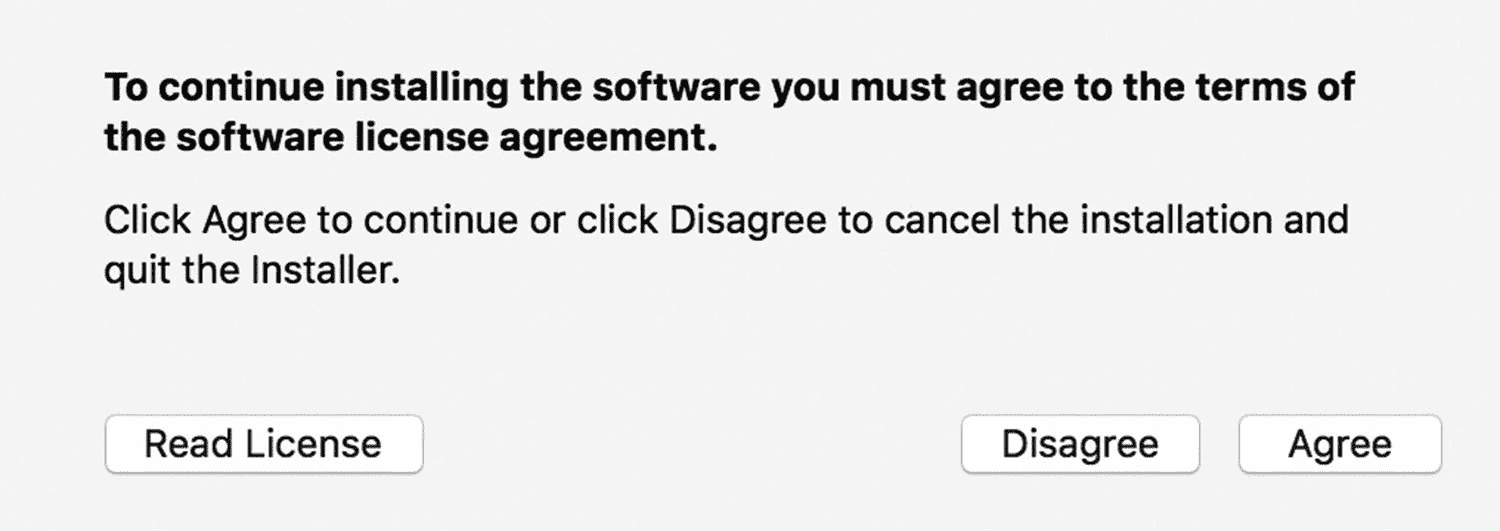 To continue installing the software you must agree to the terms of
the software license agreement.
Click Agree to continue or click Disagree to cancel the installation and
quit the Installer.
Read License
Disagree
Agree